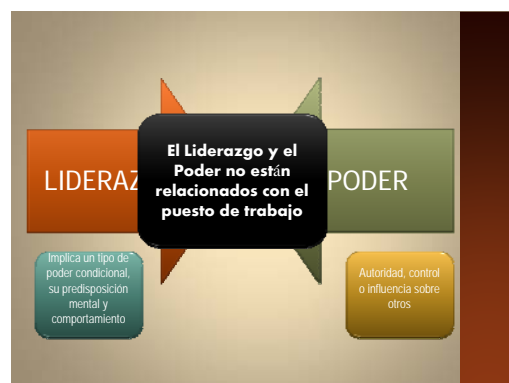 El Liderazgo y el
Poder no están
relacionados con el
puesto de trabajo
LIDERAZ
PODER
Implica un tipo de
poder condicional,
su predisposición
mental y
comportamiento
Autoridad, control
o influencia sobre
otros